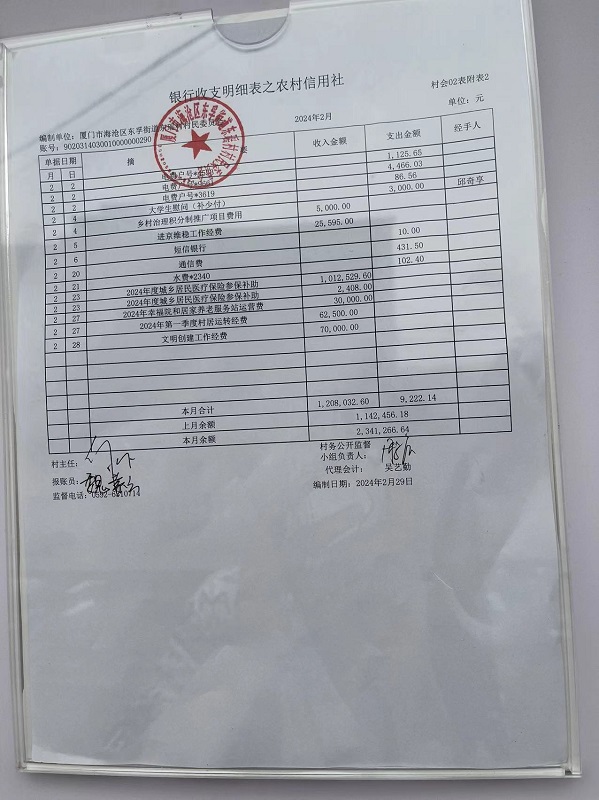 村会02表附表2
银行收支明细表之农村信用社
编制单位：厦门市海沧区东孚街道 村民委员 2024年2月 单位：元
账号：9020314030010000000290
单据日期 摘 要 收入金额 支出金额 经手人
月 日
2 2 电费户号 1,125.65
2 2 电费户号 4,466.03
2 2 电费户号*3619 86.56
2 2 大学生慰问（补少付） 3,000.00 邱奇享
2 4 乡村治理积分制推广项目费用 5,000.00
2 4 进京维稳工作经费 25,595.00
2 5 短信银行 10.00
2 6 通信费 431.50
2 20 水费*2340 102.40
2 21 2024年度城乡居民医疗保险参保补助 1,012,529.60
2 23 2024年度城乡居民医疗保险参保补助 2,408.00
2 23 2024年幸福院和居家养老服务站运营费 30,000.00
2 27 2024年第一季度村居运转经费 62,500.00
2 28 文明创建工作经费 70,000.00
本月合计 1,208,032.60 9,222.14
上月余额 1,142,456.18
本月余额 2,341,266.64
村主任：
村务公开监督
小组负责人：
报账员：
代理会计： 吴艺勤
监督电话：0592-6310714
编制日期：2024年2月29日